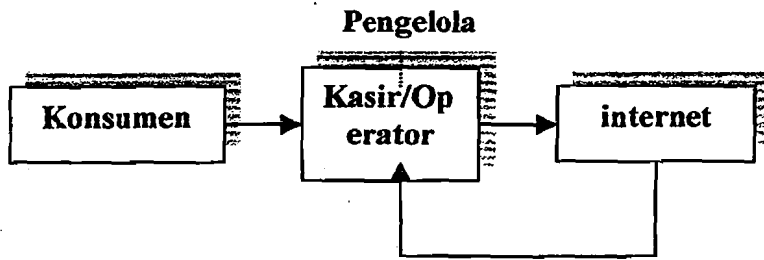 Pengelola
Konsumen
Kasir/Op
erator
internet